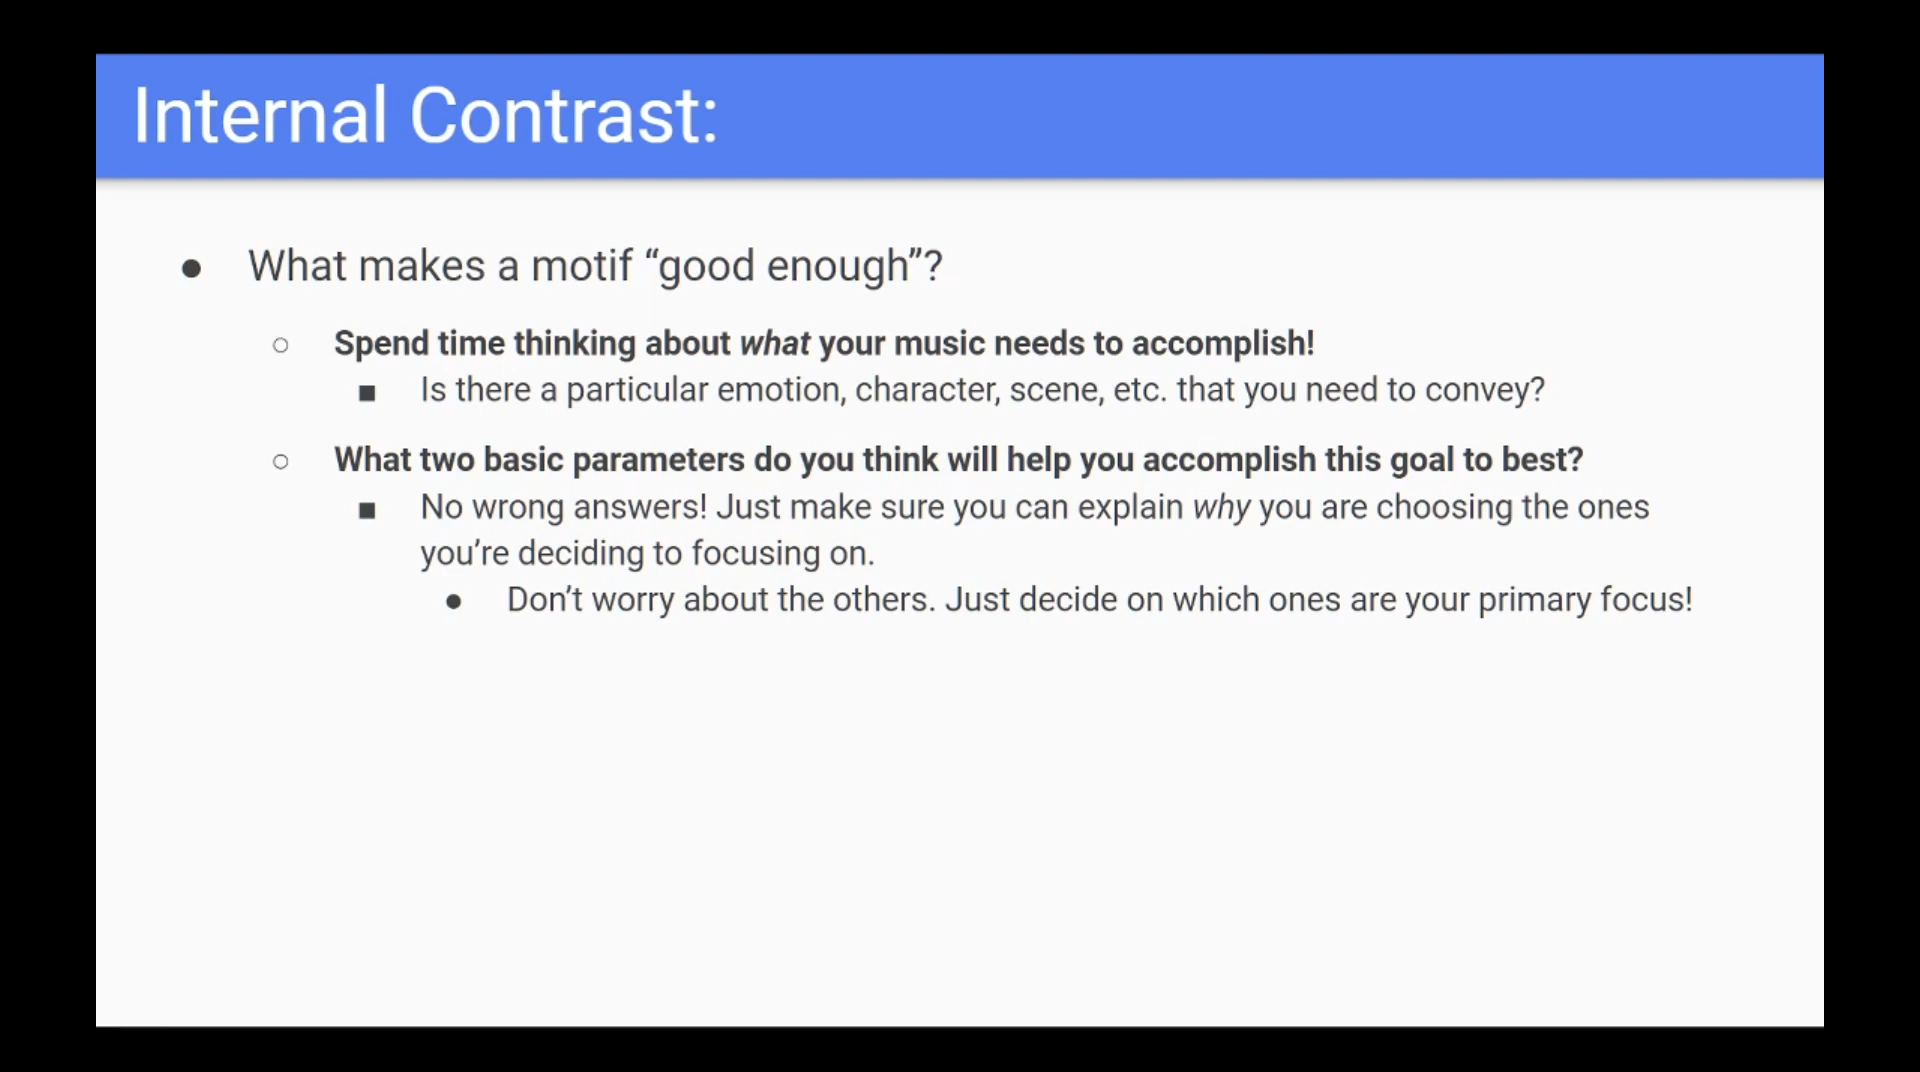 Internal Contrast:
● What makes a motif “good enough”?
○ Spend time thinking about what your music needs to accomplish!
■ Is there a particular emotion, character, scene, etc. that you need to convey?
○ What two basic parameters do you think will help you accomplish this goal to best?
■ No wrong answers! Just make sure you can explain why you are choosing the ones
you’re deciding to focusing on.
● Don’t worry about the others. Just decide on which ones are your primary focus!